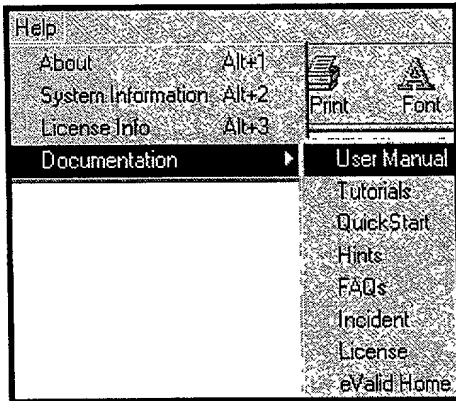 Help
About Alt+1
System Information Alt+2
License Info Alt+3
Print Font
Documentation
User Manual
Tutorials
QuickStart
Hints
FAQs
Incident
License
eValid Home